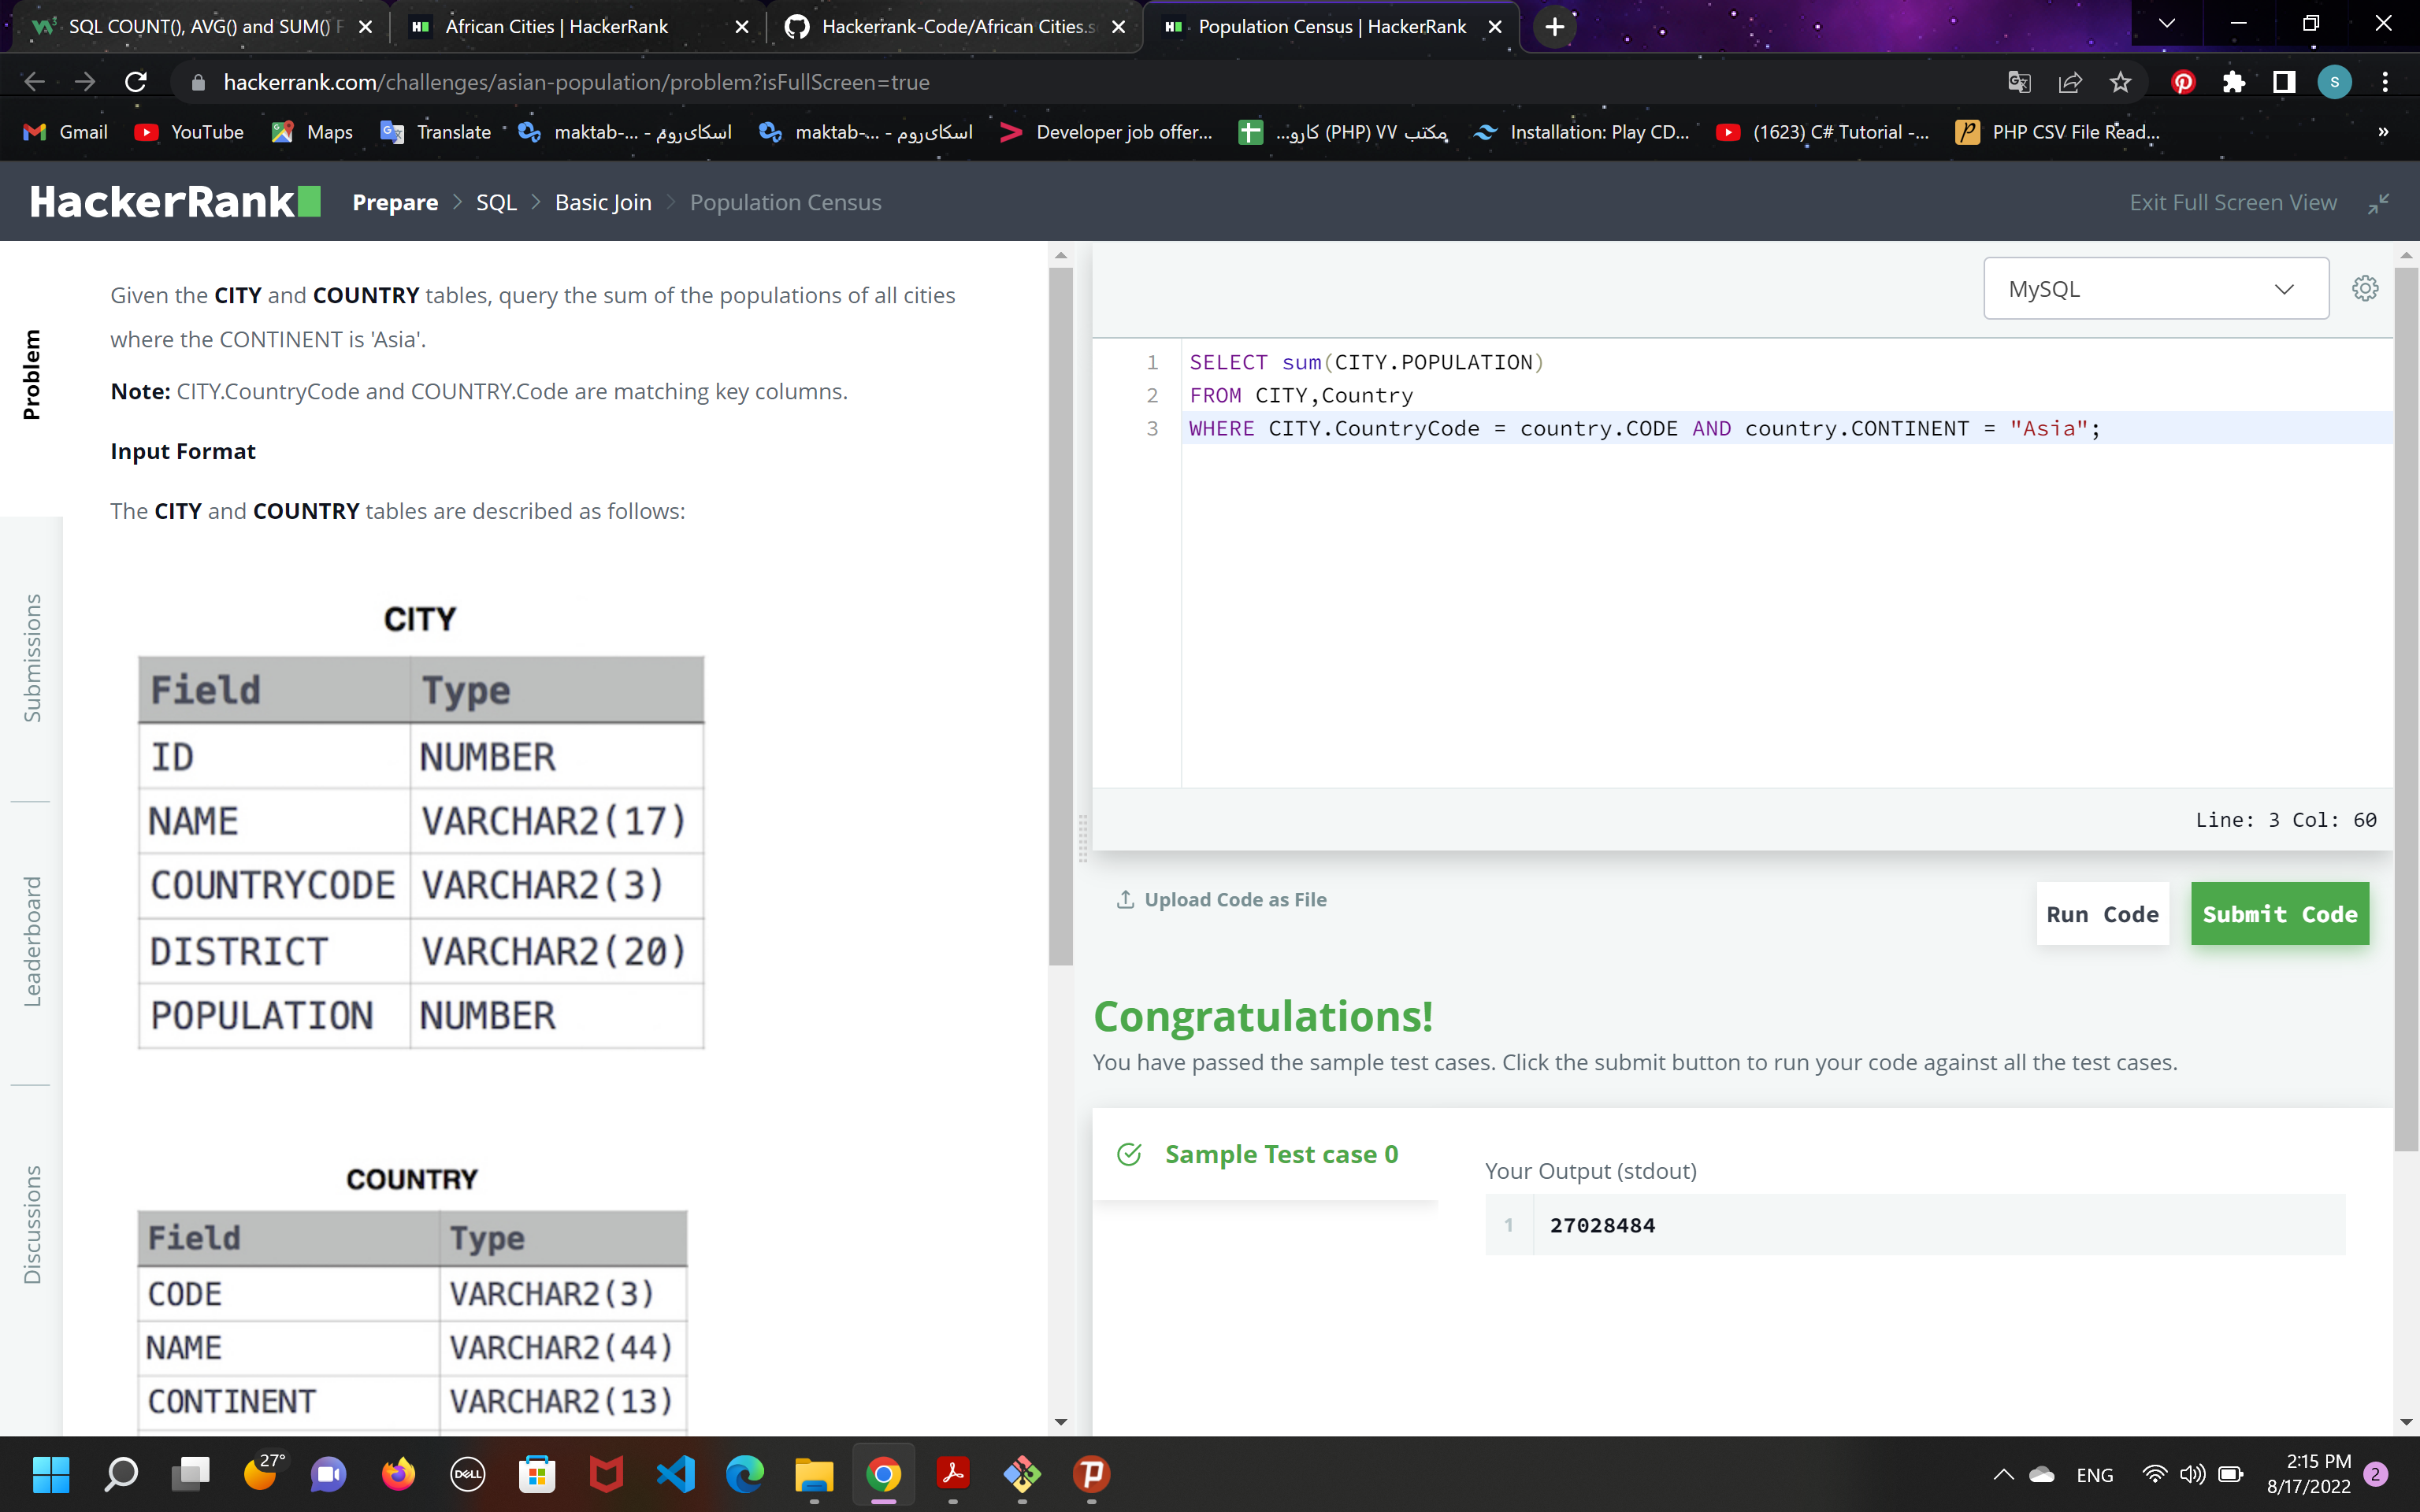 SQL COUNT(), AVG() and SUM() F
African Cities | HackerRank
Hackerrank-Code/African Cities.s
Population Census | HackerRank
hackerrank.com/challenges/asian-population/problem?isFullScreen=true
S
Gmail
YouTube
Maps
Translate
maktab-... - اسکای‌روم
maktab-... - اسکای‌روم
Developer job offer...
مکتب ۷۷ (PHP) کارو...
Installation: Play CD...
(1623) C# Tutorial -...
PHP CSV File Read...
»
HackerRank
Prepare > SQL > Basic Join > Population Census
Exit Full Screen View
Problem
Submissions
Leaderboard
Discussions
Given the CITY and COUNTRY tables, query the sum of the populations of all cities
where the CONTINENT is 'Asia'.
Note: CITY.CountryCode and COUNTRY.Code are matching key columns.
Input Format
The CITY and COUNTRY tables are described as follows:
CITY
Field Type
ID NUMBER
NAME VARCHAR2(17)
COUNTRYCODE VARCHAR2(3)
DISTRICT VARCHAR2(20)
POPULATION NUMBER
COUNTRY
Field Type
CODE VARCHAR2(3)
NAME VARCHAR2(44)
CONTINENT VARCHAR2(13)
MySQL
1 SELECT sum(CITY.POPULATION)
2 FROM CITY,Country
3 WHERE CITY.CountryCode = country.CODE AND country.CONTINENT = "Asia";
Line: 3 Col: 60
Upload Code as File
Run Code
Submit Code
Congratulations!
You have passed the sample test cases. Click the submit button to run your code against all the test cases.
Sample Test case 0
Your Output (stdout)
1 27028484
27°
DELL
ENG
2:15 PM
8/17/2022
2